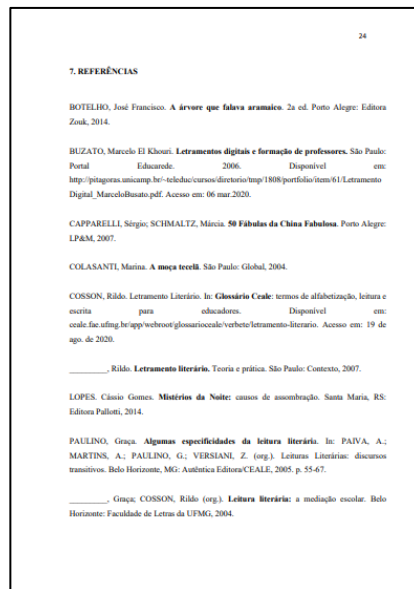 24
7. REFERÊNCIAS
BOTELHO, José Francisco. A árvore que falava aramaico. 2a ed. Porto Alegre: Editora
Zouk, 2014.
BUZATO, Marcelo El Khouri. Letramentos digitais e formação de professores. São Paulo:
Portal Educarede. 2006. Disponível em:
http://pitagoras.unicamp.br/~teleduc/cursos/diretorio/tmp/1808/portfolio/item/61/Letramento
Digital_MarceloBusato.pdf. Acesso em: 06 mar.2020.
CAPPARELLI, Sérgio; SCHMALTZ, Márcia. 50 Fábulas da China Fabulosa. Porto Alegre:
LP&M, 2007.
COLASANTI, Marina. A moça tecelã. São Paulo: Global, 2004.
COSSON, Rildo. Letramento Literário. In: Glossário Ceale: termos de alfabetização, leitura e
escrita para educadores. Disponível em:
ceale.fae.ufmg.br/app/webroot/glossarioceale/verbete/letramento-literario. Acesso em: 19 de
ago. de 2020.
________, Rildo. Letramento literário. Teoria e prática. São Paulo: Contexto, 2007.
LOPES. Cássio Gomes. Mistérios da Noite: causos de assombração. Santa Maria, RS:
Editora Pallotti, 2014.
PAULINO, Graça. Algumas especificidades da leitura literária. In: PAIVA, A.;
MARTINS, A.; PAULINO, G.; VERSIANI, Z. (org.). Leituras Literárias: discursos
transitivos. Belo Horizonte, MG: Autêntica Editora/CEALE, 2005. p. 55-67.
________, Graça; COSSON, Rildo (org.). Leitura literária: a mediação escolar. Belo
Horizonte: Faculdade de Letras da UFMG, 2004.